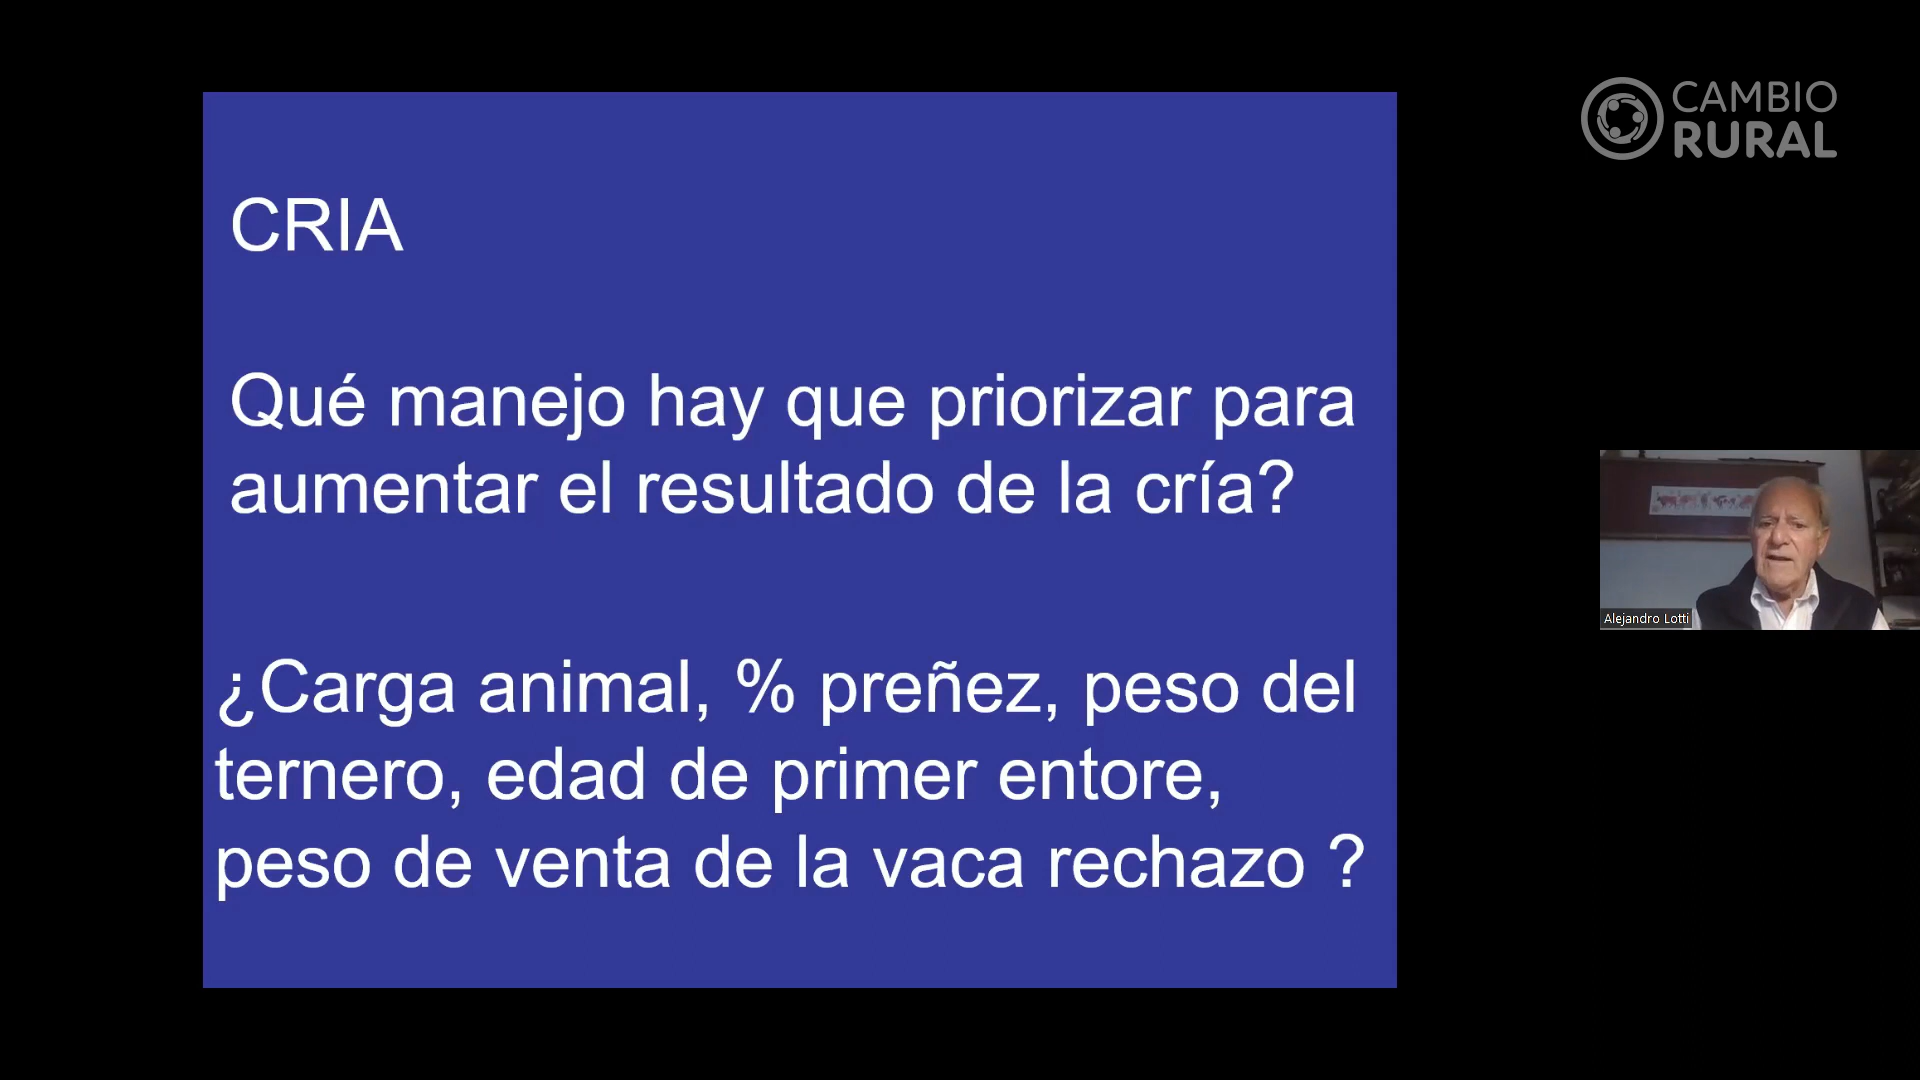 CAMBIO
RURAL
CRIA
Qué manejo hay que priorizar para
aumentar el resultado de la cría?
¿Carga animal, % preñez, peso del
ternero, edad de primer entore,
peso de venta de la vaca rechazo ?
Alejandro Lotti